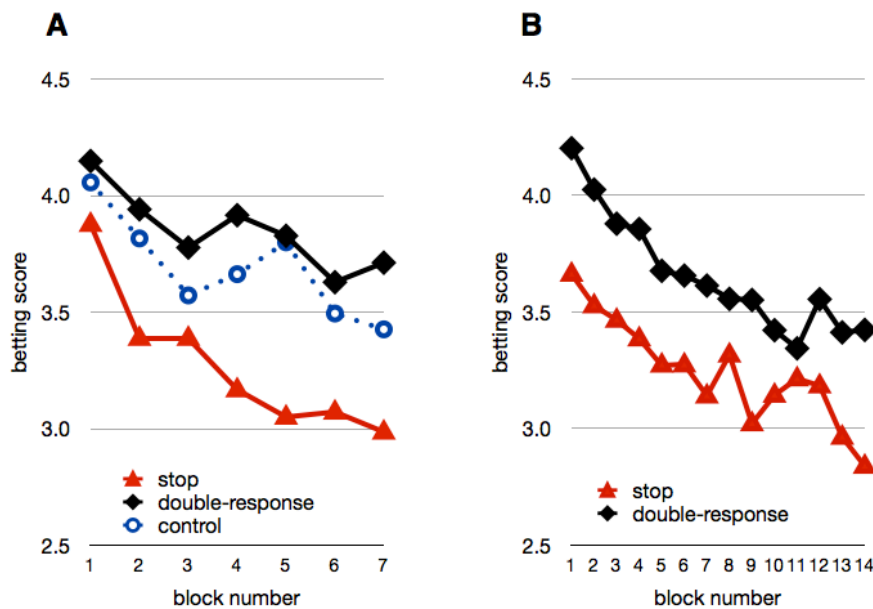 A
4.5
4.0
3.5
3.0
2.5
betting score
stop
double-response
control
1 2 3 4 5 6 7
block number
B
4.5
4.0
3.5
3.0
2.5
betting score
stop
double-response
1 2 3 4 5 6 7 8 9 10 11 12 13 14
block number